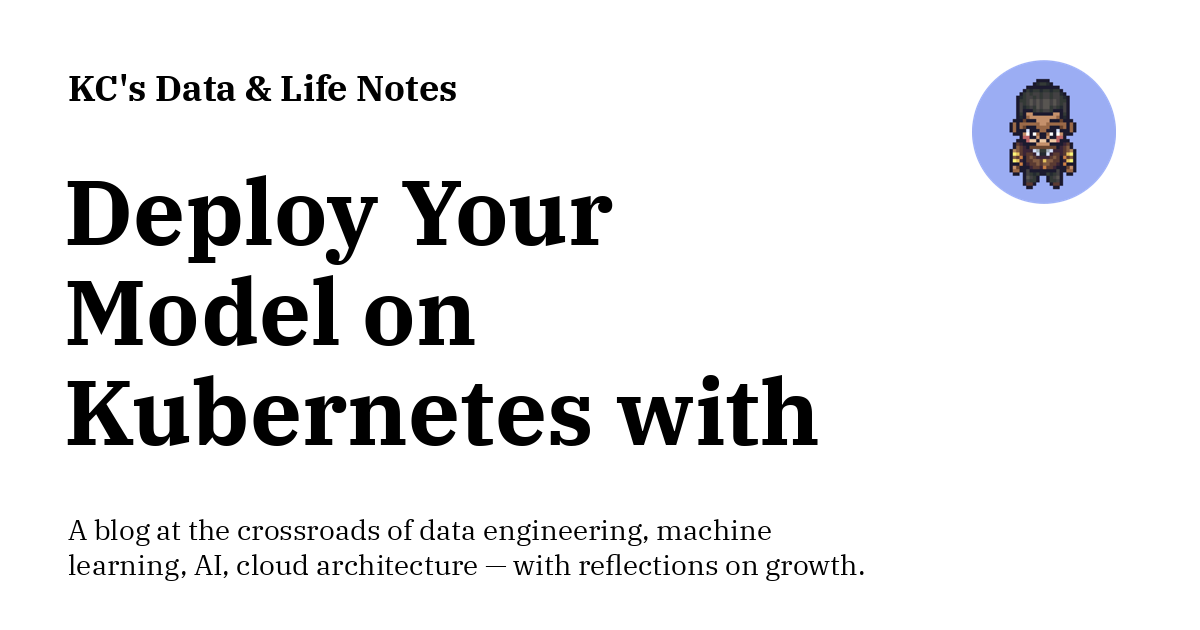 KC's Data & Life Notes
Deploy Your
Model on
Kubernetes with
A blog at the crossroads of data engineering, machine
learning, AI, cloud architecture — with reflections on growth.